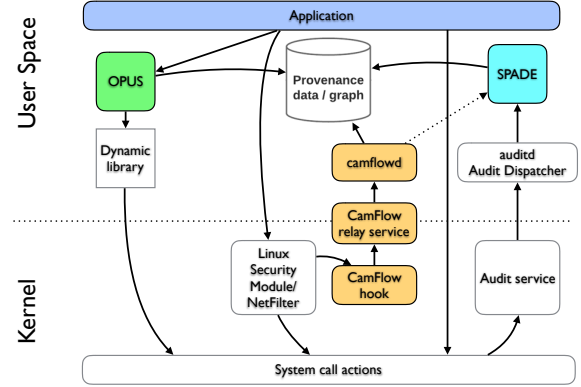 Application
User Space
OPUS
Provenance
data / graph
SPADE
Dynamic
library
camflowd
auditd
Audit Dispatcher
CamFlow
relay service
Kernel
Linux
Security
Module/
NetFilter
CamFlow
hook
Audit service
System call actions